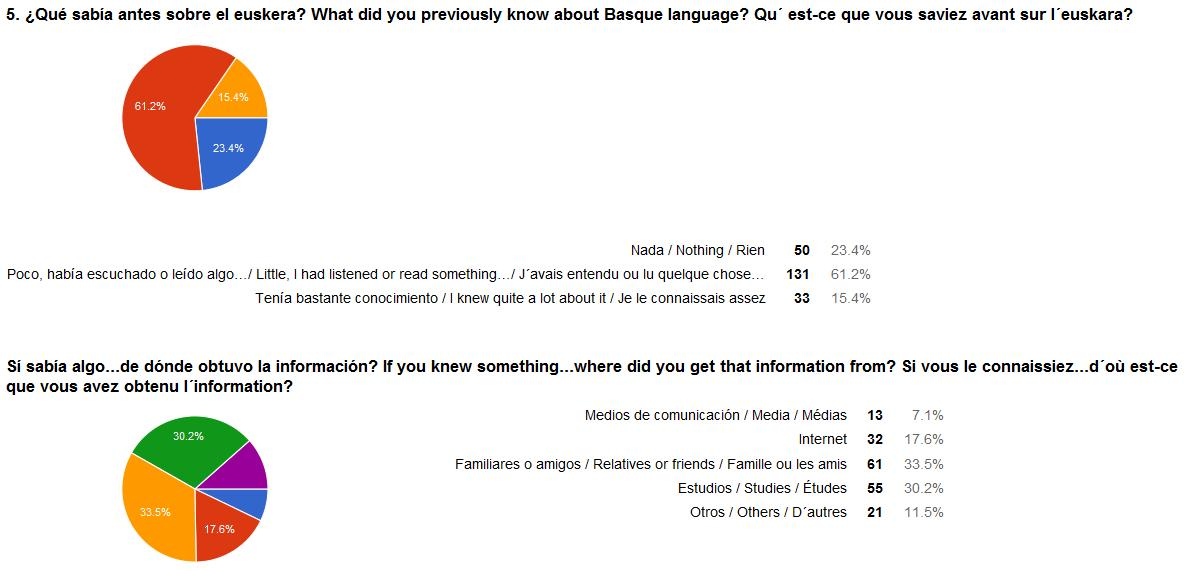 5. ¿Qué sabía antes sobre el euskera? What did you previously know about Basque language? Qu´ est-ce que vous saviez avant sur l´euskara?
61.2%
15.4%
23.4%
Nada / Nothing / Rien 50 23.4%
Poco, había escuchado o leído algo.../ Little, I had listened or read something.../ J´avais entendu ou lu quelque chose... 131 61.2%
Tenía bastante conocimiento / I knew quite a lot about it / Je le connaissais assez 33 15.4%
Sí sabía algo...de dónde obtuvo la información? If you knew something...where did you get that information from? Si vous le connaissiez...d´où est-ce
que vous avez obtenu l´information?
30.2%
33.5%
17.6%
Medios de comunicación / Media / Médias 13 7.1%
Internet 32 17.6%
Familiares o amigos / Relatives or friends / Famille ou les amis 61 33.5%
Estudios / Studies / Études 55 30.2%
Otros / Others / D´autres 21 11.5%